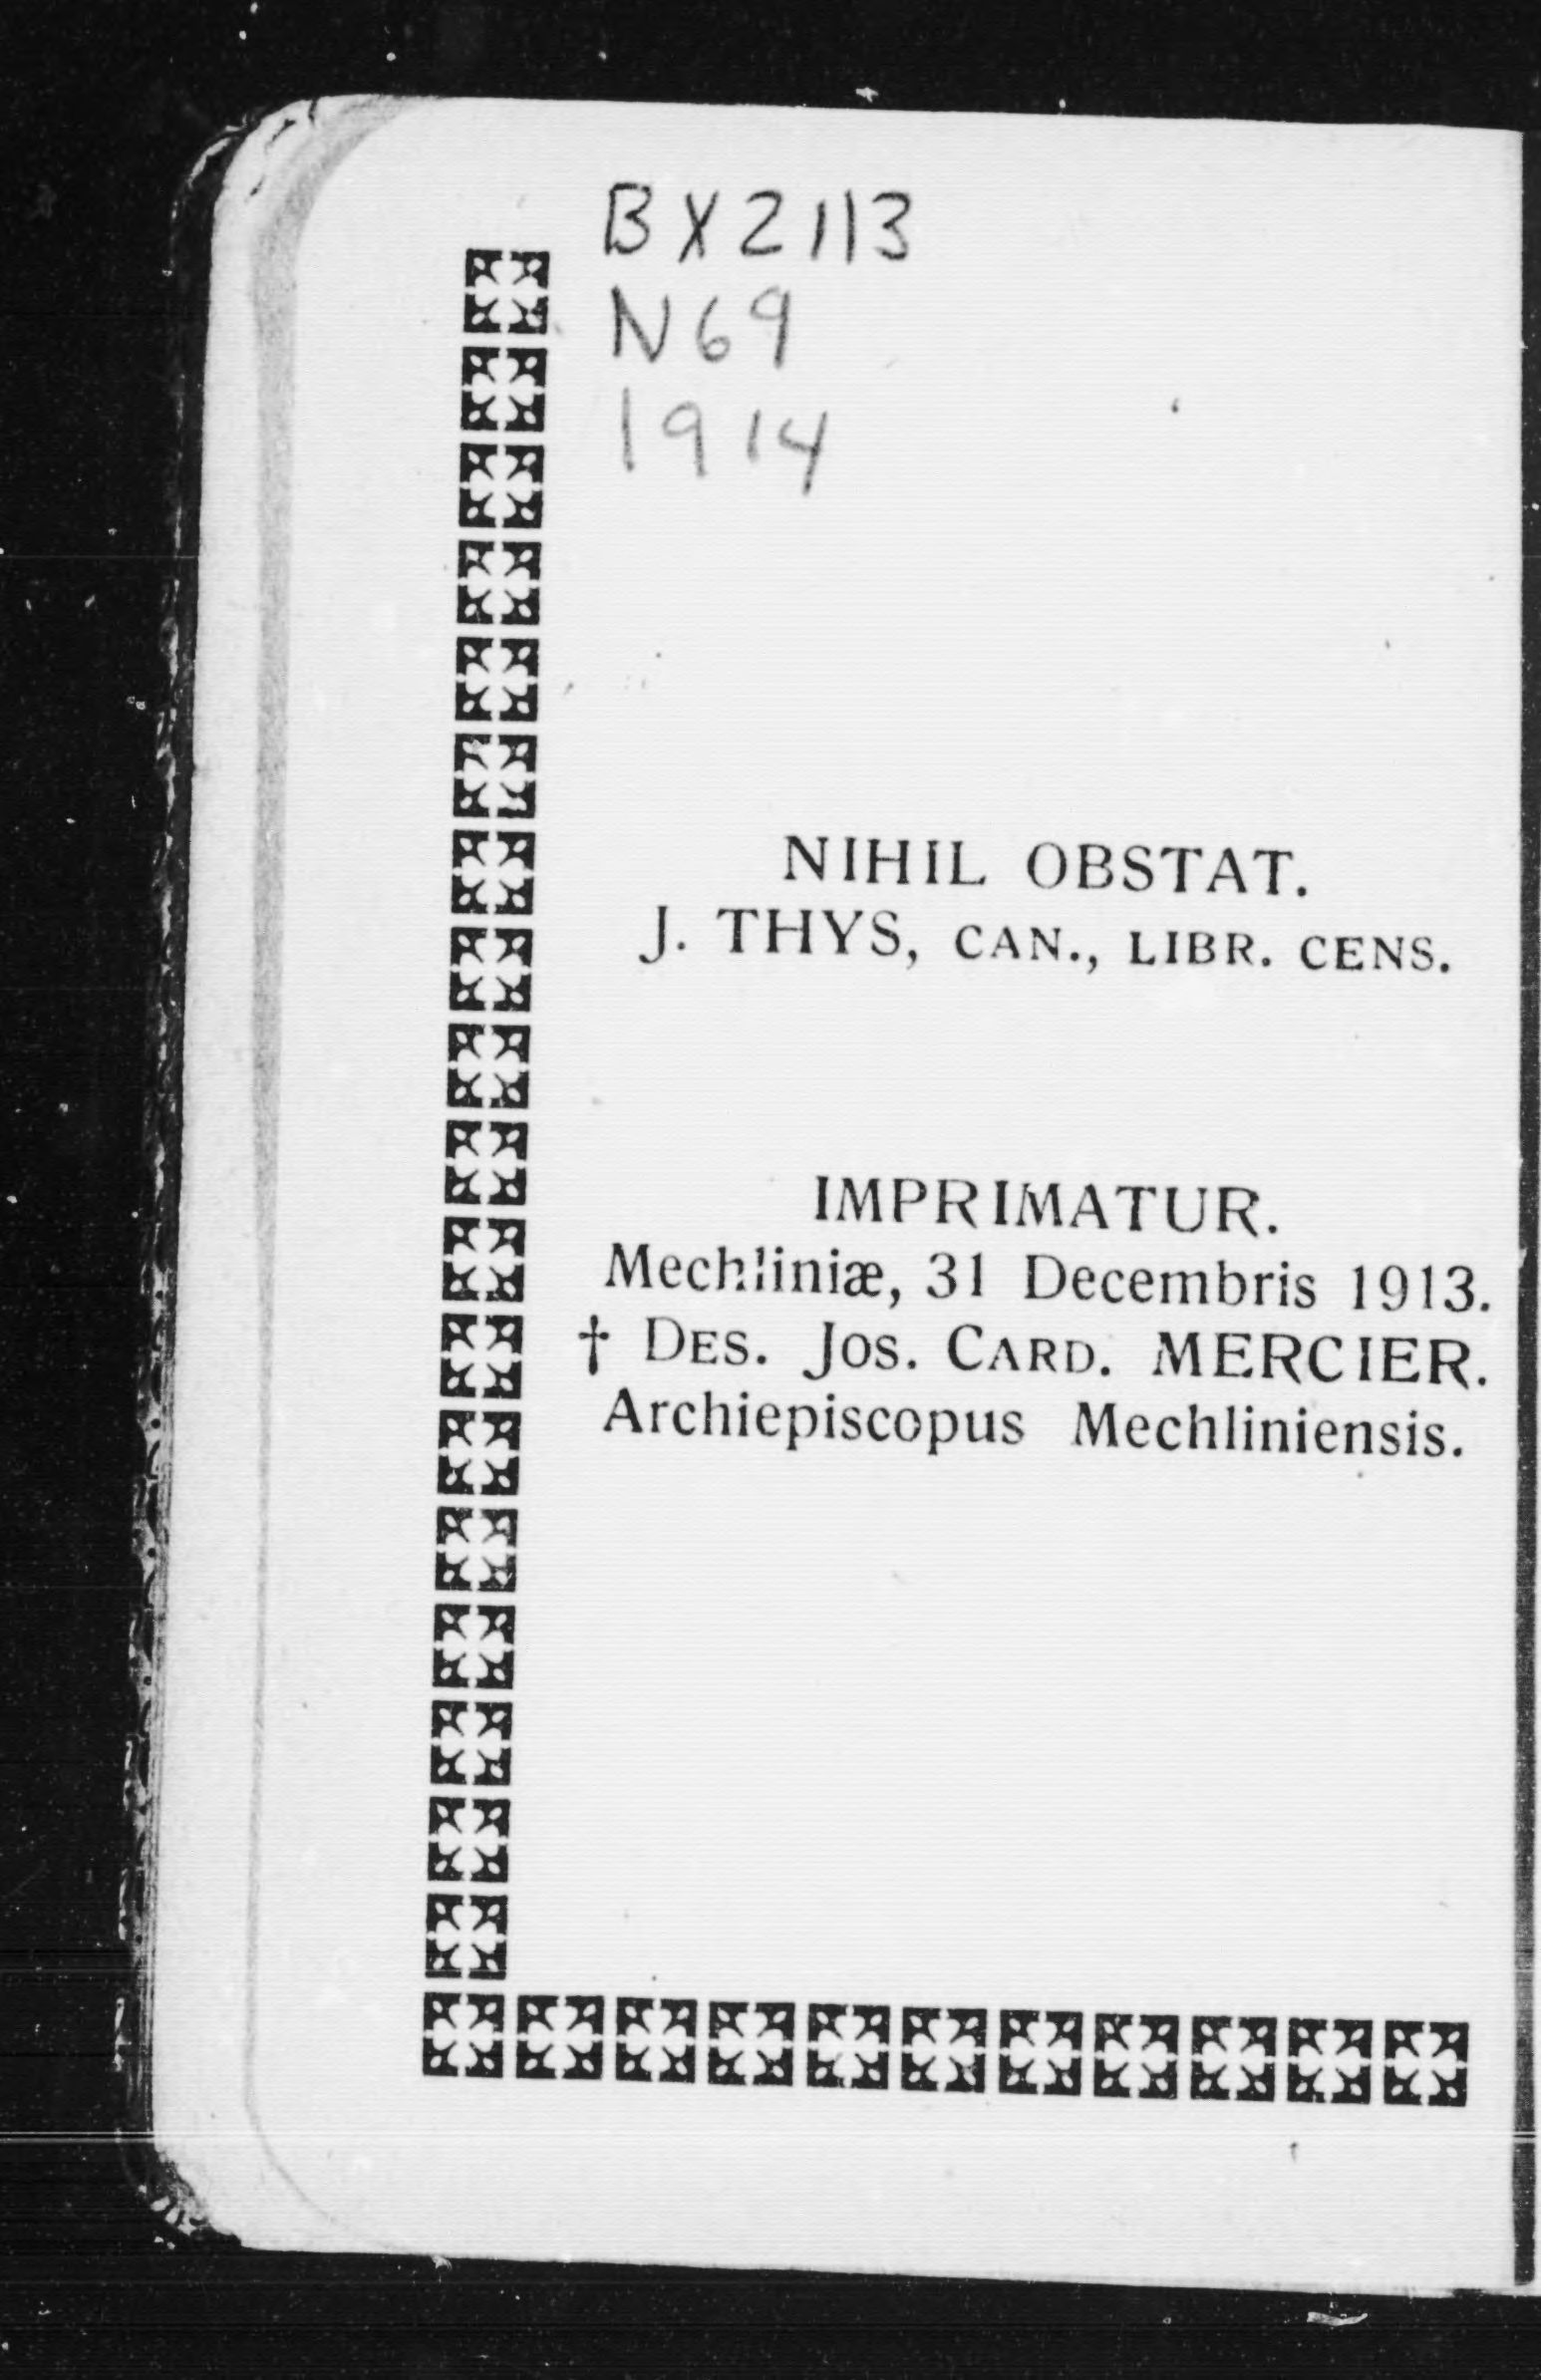 BX2113
N69
1914
NIHIL OBSTAT.
J. THYS, CAN., LIBR. CENS.
IMPRIMATUR.
Mechliniæ, 31 Decembris 1913.
† DES. JOS. CARD. MERCIER.
Archiepiscopus Mechliniensis.